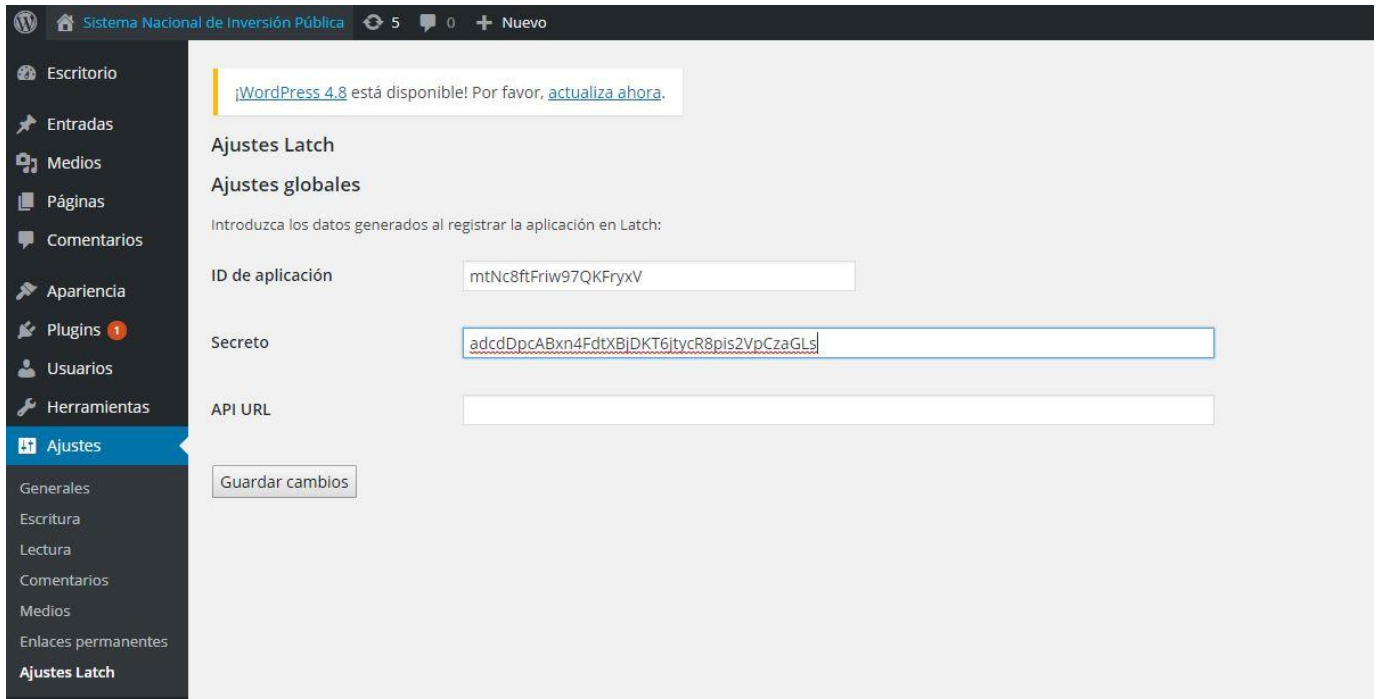 Sistema Nacional de Inversión Pública 5 0 Nuevo
Escritorio
Entradas
Medios
Páginas
Comentarios
Apariencia
Plugins 1
Usuarios
Herramientas
Ajustes
Generales
Escritura
Lectura
Comentarios
Medios
Enlaces permanentes
Ajustes Latch
¡WordPress 4.8 está disponible! Por favor, actualiza ahora.
Ajustes Latch
Ajustes globales
Introduzca los datos generados al registrar la aplicación en Latch:
ID de aplicación mtNc8ftFriw97QKFryxV
Secreto adcdDpcABxn4FdtXBjDKT6jtycR8pis2VpCzaGLs
API URL
Guardar cambios